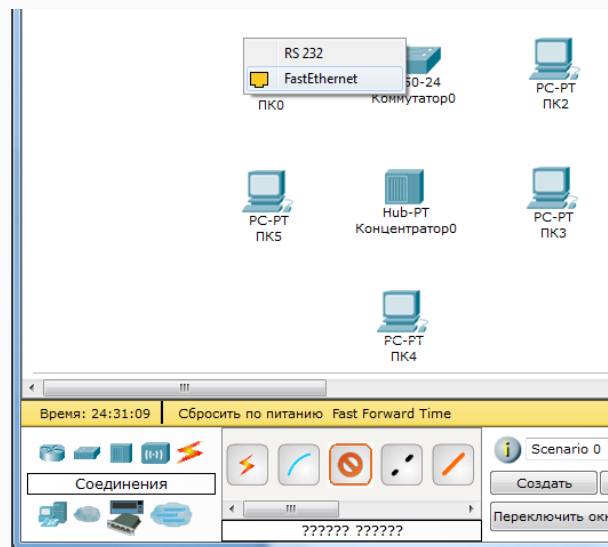 RS 232
FastEthernet
ПК0
50-24
Коммутатор0
PC-PT
ПК2
PC-PT
ПК5
Hub-PT
Концентратор0
PC-PT
ПК3
PC-PT
ПК4
Время: 24:31:09
Сбросить по питанию Fast Forward Time
Соединения
?????? ??????
Scenario 0
Создать
Переключить окн